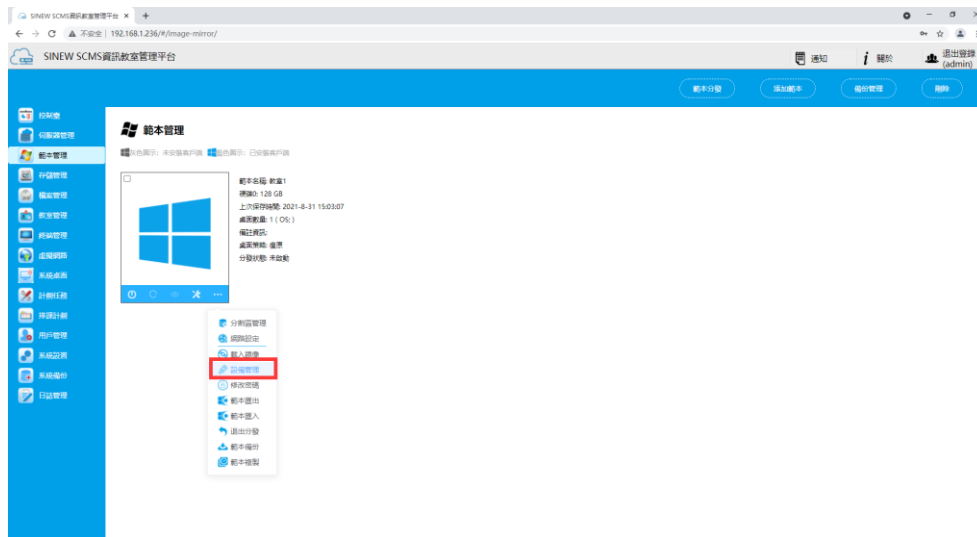 SINEW SCMS資訊教室管理平台
不安全 | 192.168.1.236/#/image-mirror/
SINEW SCMS資訊教室管理平台
通知
關於
退出登錄
(admin)
範本分發
添加範本
備份管理
刪除
控制臺
伺服器管理
範本管理
存儲管理
檔案管理
教室管理
終端管理
虛擬網路
系統桌面
計劃任務
排課計劃
用戶管理
系統設置
系統備份
日誌管理
範本管理
灰色顯示: 未安裝客戶端 藍色顯示: 已安裝客戶端
範本名稱: 教室1
硬碟0: 128 GB
上次保存時間: 2021-8-31 15:03:07
桌面數量: 1 ( OS; )
備註資訊:
桌面策略: 還原
分發狀態: 未啟動
分割區管理
網路設定
載入鏡像
設備管理
修改密碼
範本匯出
範本匯入
退出分發
範本備份
範本複製